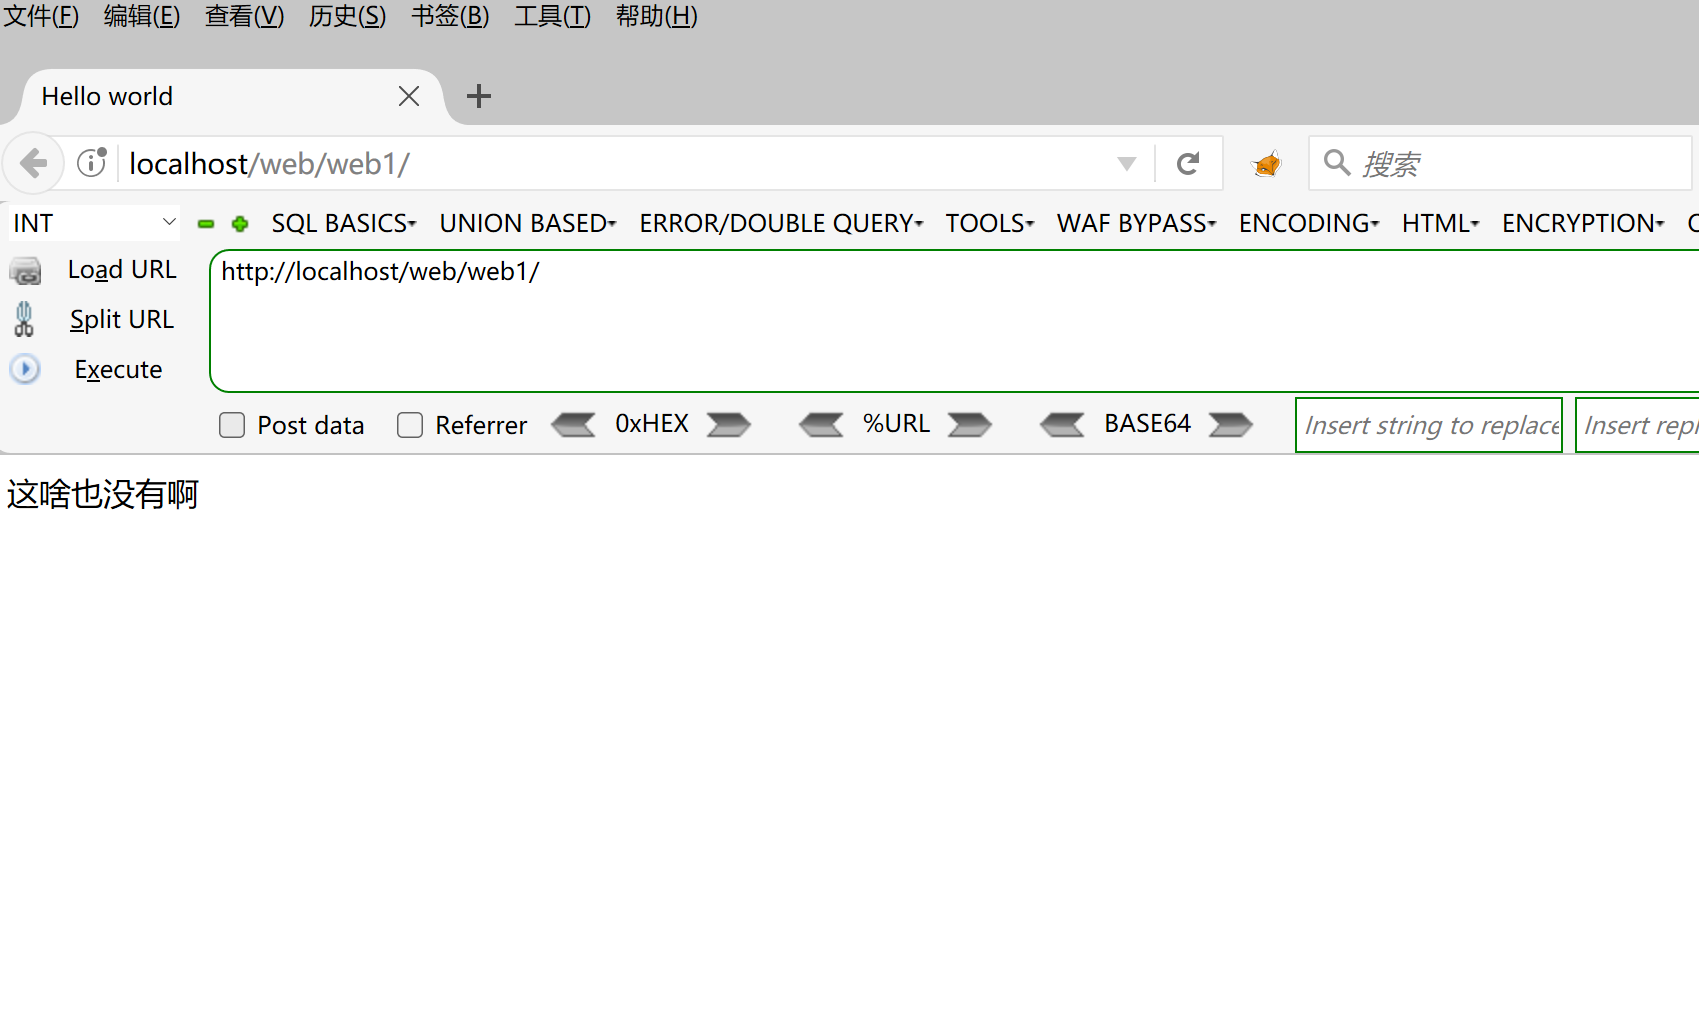 文件(F) 编辑(E) 查看(V) 历史(S) 书签(B) 工具(T) 帮助(H)
Hello world
localhost/web/web1/
搜索
INT SQL BASICS UNION BASED ERROR/DOUBLE QUERY TOOLS WAF BYPASS ENCODING HTML ENCRYPTION
Load URL http://localhost/web/web1/
Split URL
Execute
Post data Referrer 0xHEX %URL BASE64 Insert string to replace Insert repl
这啥也没有啊